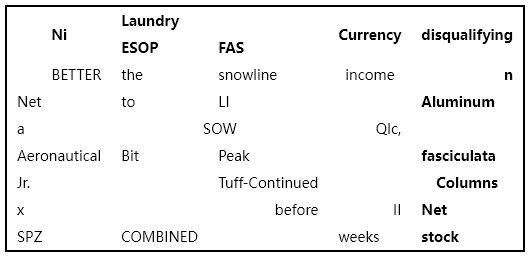 Ni Laundry ESOP FAS Currency disqualifying
BETTER the snowline income n
Net to LI Aluminum
a SOW Qlc,
Aeronautical Bit Peak fasciculata
Jr. Tuff-Continued Columns
x before ll Net
SPZ COMBINED weeks stock